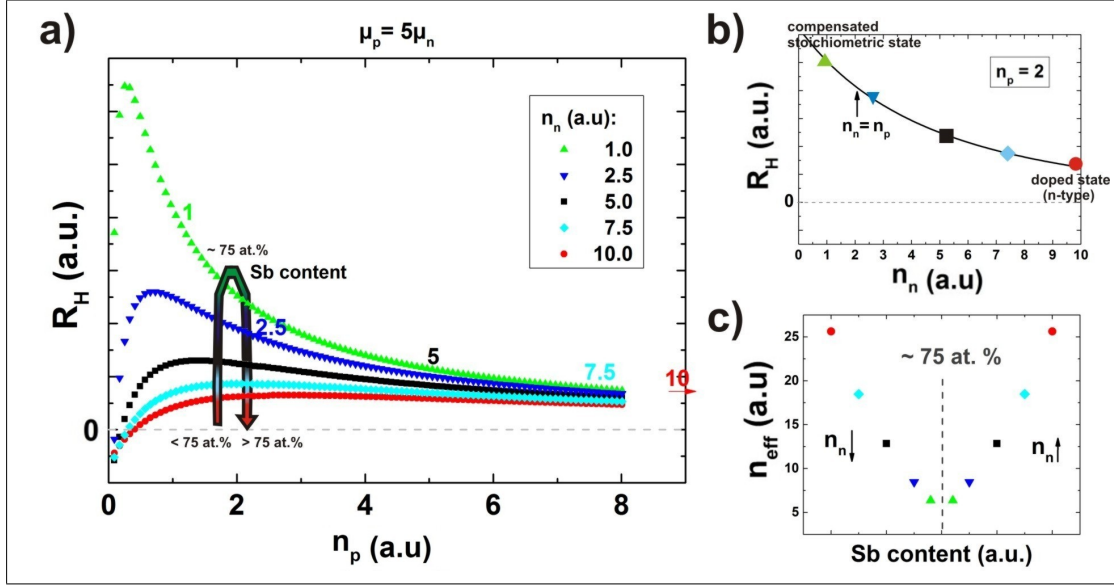 a)
μp= 5μn
RH (a.u.)
0
0
2
4
6
8
np (a.u)
nn (a.u):
1.0
2.5
5.0
7.5
10.0
1
~ 75 at.%
Sb content
2.5
5
7.5
10
< 75 at.%
> 75 at.%
b)
compensated
stoichiometric state
np = 2
nn= np
doped state
(n-type)
RH (a.u.)
0
0 1 2 3 4 5 6 7 8 9 10
nn (a.u)
c)
~ 75 at. %
neff (a.u)
25
20
15
10
5
nn
nn
Sb content (a.u.)